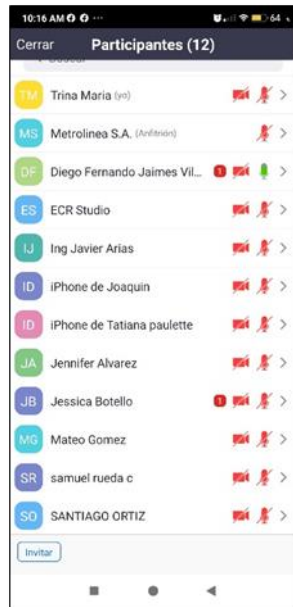 10:16 AM ···
64
Cerrar Participantes (12)
Buscar
TM Trina Maria (yo)
MS Metrolinea S.A. (Anfitrión)
DF Diego Fernando Jaimes Vil... 1
ES ECR Studio
IJ Ing Javier Arias
ID iPhone de Joaquin
ID iPhone de Tatiana paulette
JA Jennifer Alvarez
JB Jessica Botello 1
MG Mateo Gomez
SR samuel rueda c
SO SANTIAGO ORTIZ
Invitar